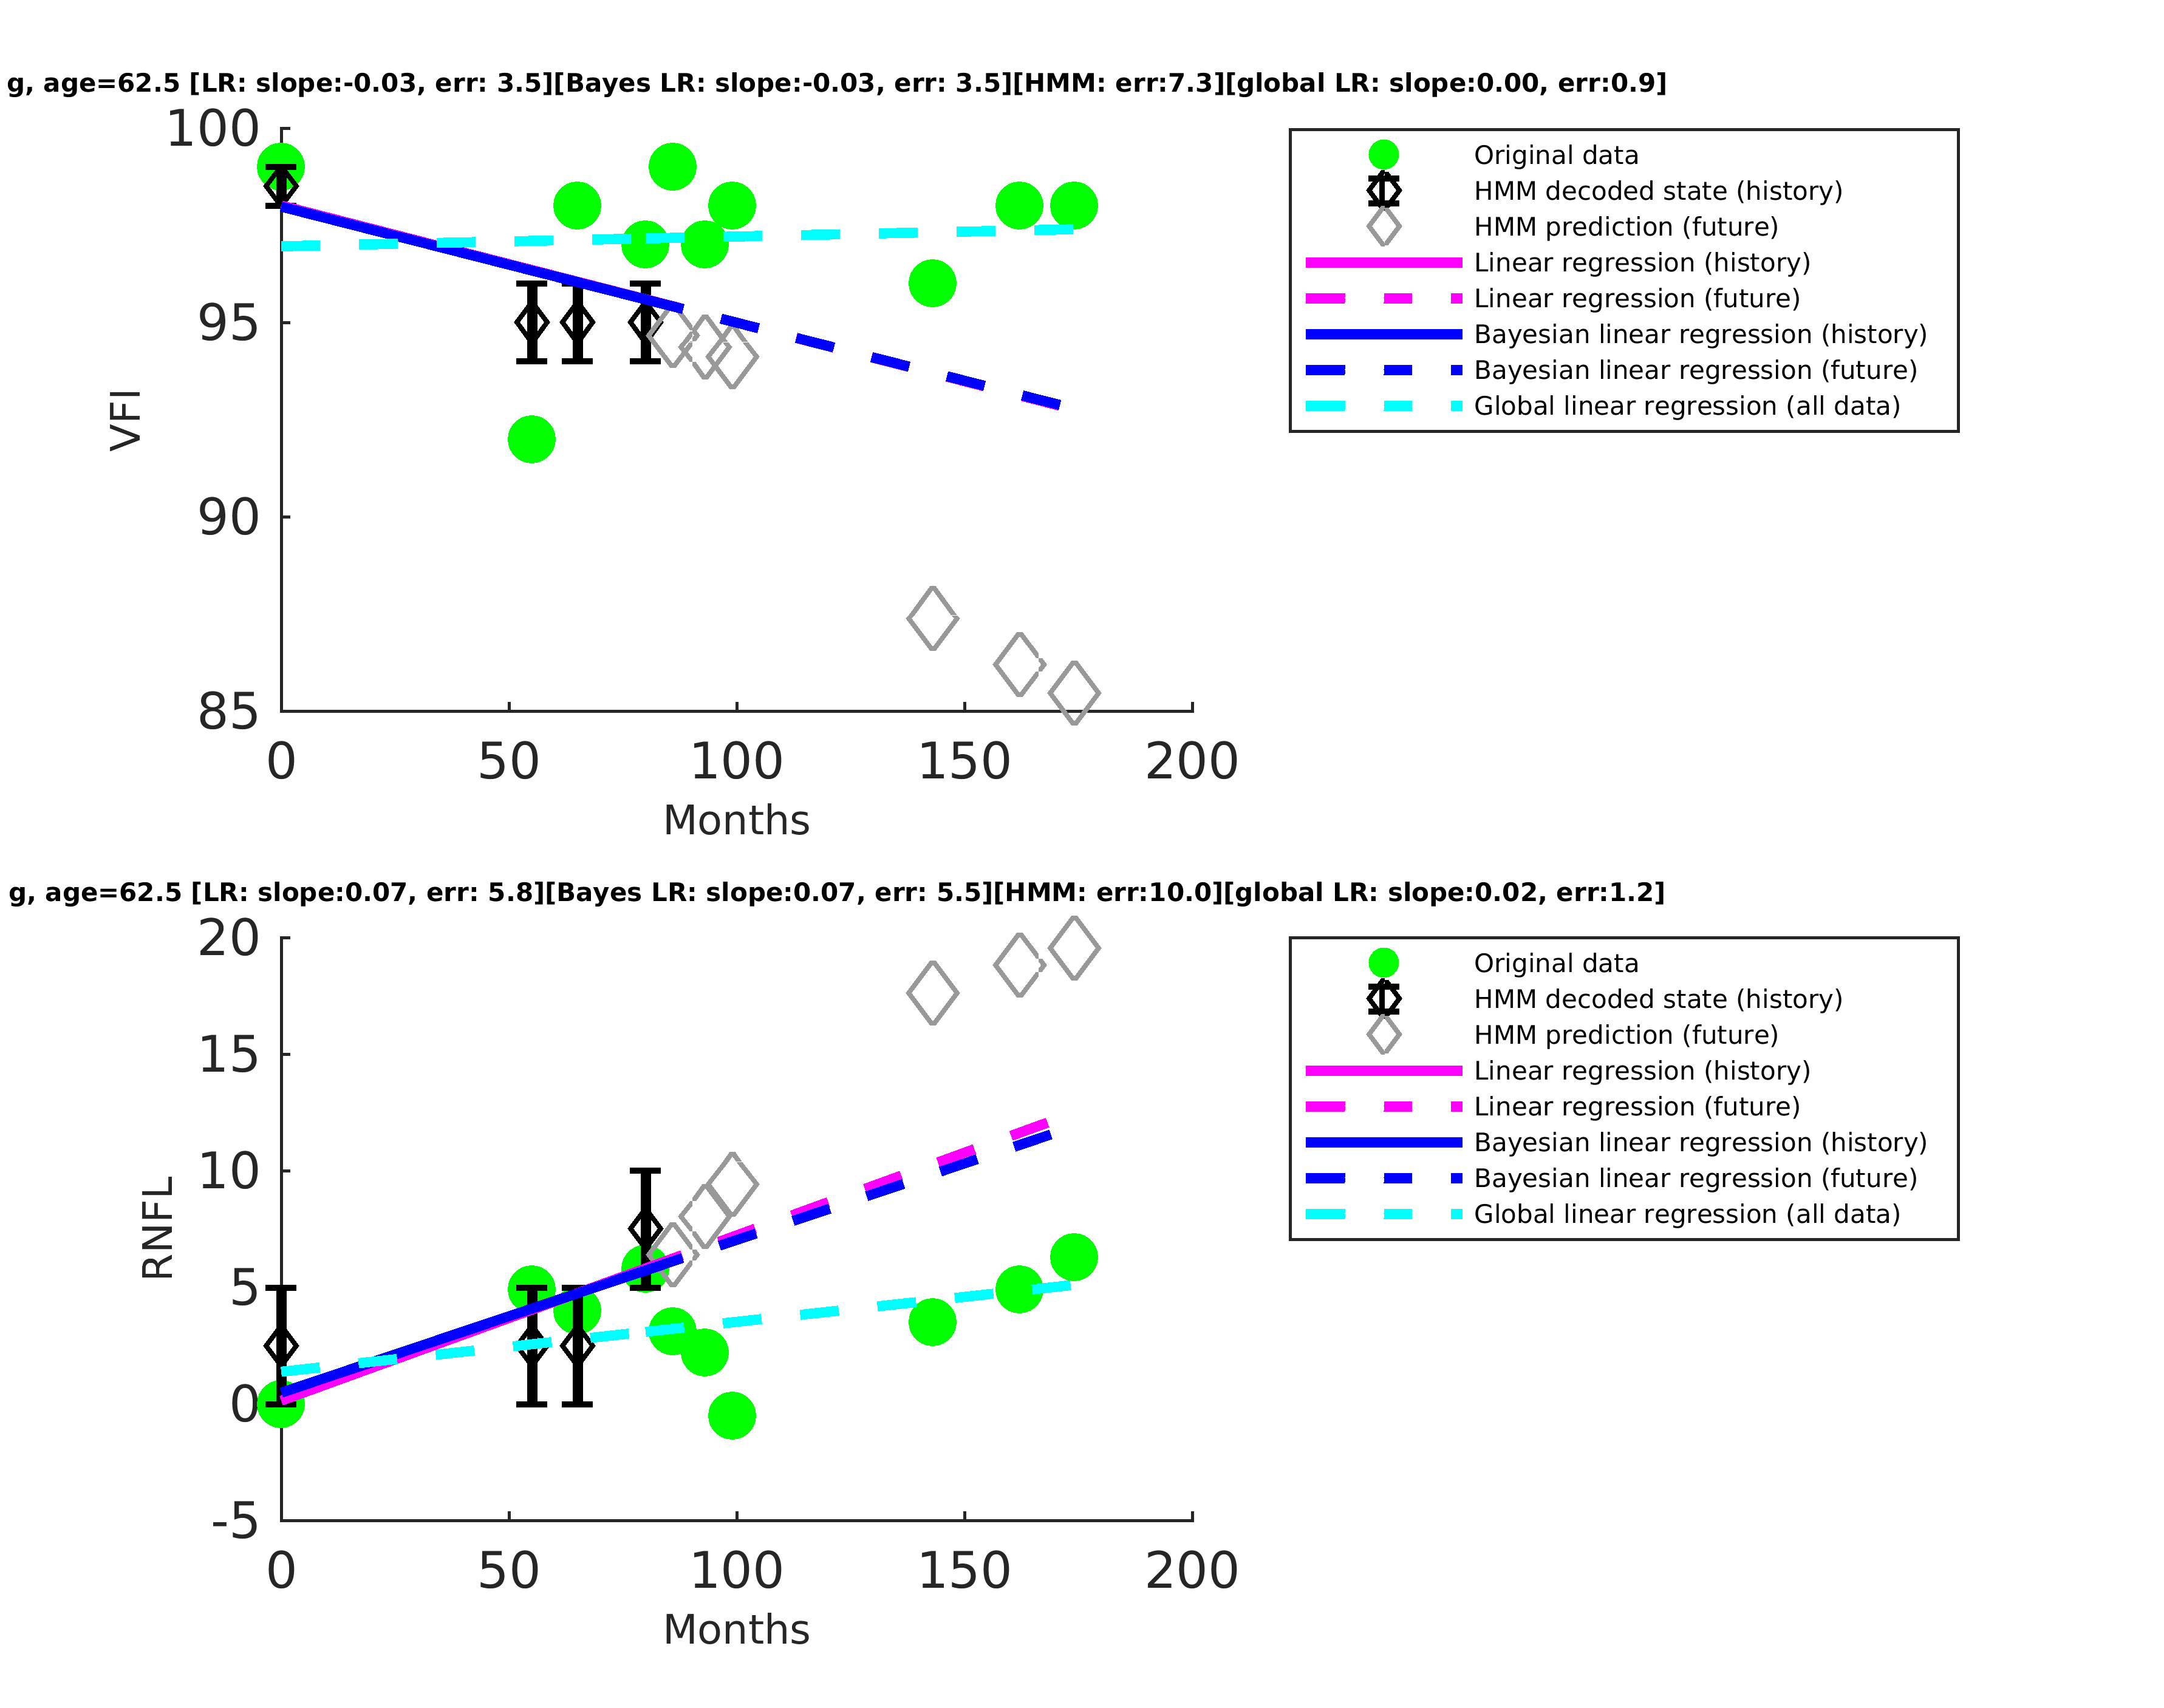 g, age=62.5 [LR: slope:-0.03, err: 3.5][Bayes LR: slope:-0.03, err: 3.5][HMM: err:7.3][global LR: slope:0.00, err:0.9]
100
95
90
85
VFI
0 50 100 150 200
Months
Original data
HMM decoded state (history)
HMM prediction (future)
Linear regression (history)
Linear regression (future)
Bayesian linear regression (history)
Bayesian linear regression (future)
Global linear regression (all data)
g, age=62.5 [LR: slope:0.07, err: 5.8][Bayes LR: slope:0.07, err: 5.5][HMM: err:10.0][global LR: slope:0.02, err:1.2]
20
15
10
5
0
-5
RNFL
0 50 100 150 200
Months
Original data
HMM decoded state (history)
HMM prediction (future)
Linear regression (history)
Linear regression (future)
Bayesian linear regression (history)
Bayesian linear regression (future)
Global linear regression (all data)